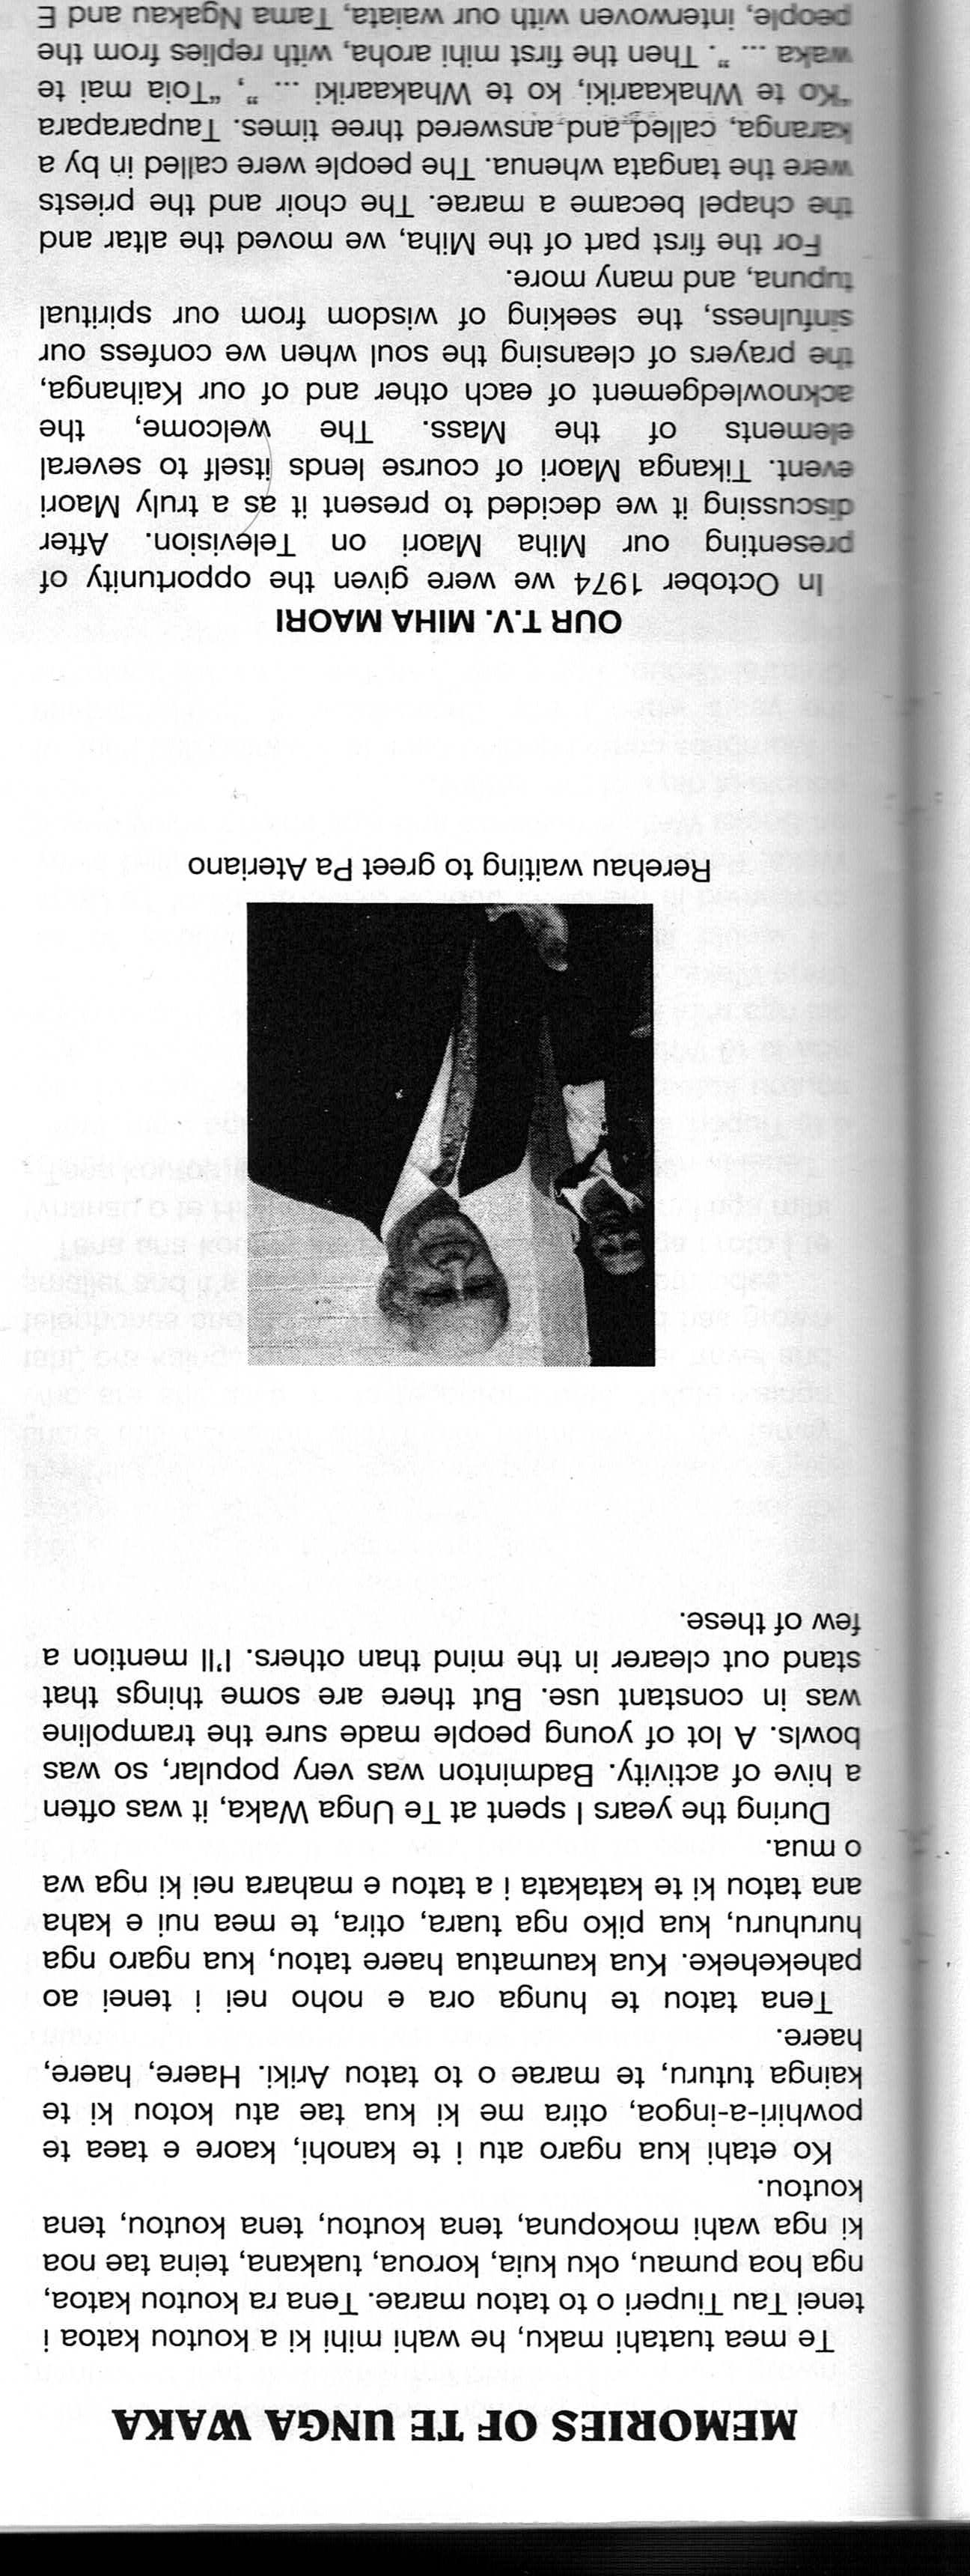 MEMORIES OF TE UNGA WAKA
Te mea tuatahi maku, he wahi mihi ki a koutou katoa i
tenei Tau Tiuperi o to tatou marae. Tena ra koutou katoa,
nga hoa pumau, oku kuia, koroua, tuakana, teina tae noa
ki nga wahi mokopuna, tena koutou, tena koutou, tena
koutou.
Ko etahi kua ngaro atu i te kanohi, kaore e taea te
powhiri-a-ingoa, otira me ki kua tae atu kotou ki te
kainga tuturu, te marae o to tatou Ariki. Haere, haere,
haere.
Tena tatou te hunga ora e noho nei i tenei ao
pahekeheke. Kua kaumatua haere tatou, kua ngaro nga
huruhuru, kua piko nga tuara, otira, te mea nui e kaha
ana tatou ki te katakata i a tatou e mahara nei ki nga wa
o mua.
During the years I spent at Te Unga Waka, it was often
a hive of activity. Badminton was very popular, so was
bowls. A lot of young people made sure the trampoline
was in constant use. But there are some things that
stand out clearer in the mind than others. I'll mention a
few of these.
Rerehau waiting to greet Pa Ateriano
OUR T.V. MIHA MAORI
In October 1974 we were given the opportunity of
presenting our Miha Maori on Television. After
discussing it we decided to present it as a truly Maori
event. Tikanga Maori of course lends itself to several
elements of the Mass. The welcome, the
acknowledgement of each other and of our Kaihanga,
the prayers of cleansing the soul when we confess our
sinfulness, the seeking of wisdom from our spiritual
tupuna, and many more.
For the first part of the Miha, we moved the altar and
the chapel became a marae. The choir and the priests
were the tangata whenua. The people were called in by a
karanga, called and answered three times. Tauparapara
"Ko te Whakaariki, ko te Whakaariki ... ", "Toia mai te
waka ... ". Then the first mihi aroha, with replies from the
people, interwoven with our waiata, Tama Ngakau and E